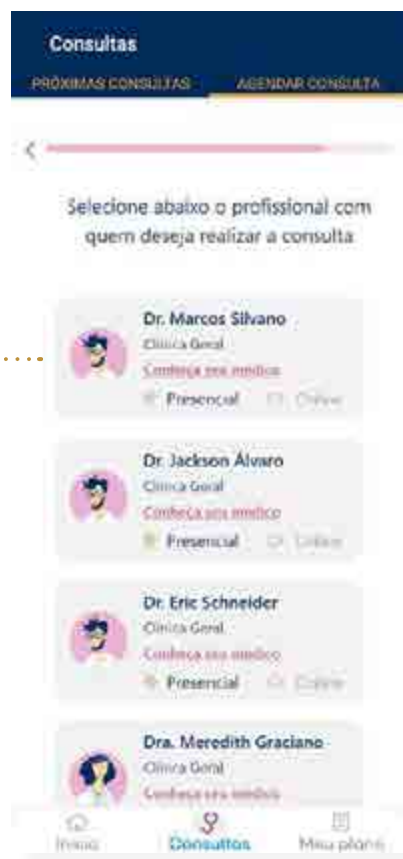 Consultas
PRÓXIMAS CONSULTAS AGENDAR CONSULTA
Selecione abaixo o profissional com
quem deseja realizar a consulta
Dr. Marcos Silvano
Clínica Geral
Conheça seu médico
Presencial Online
Dr. Jackson Álvaro
Clínica Geral
Conheça seu médico
Presencial Online
Dr. Eric Schneider
Clínica Geral
Conheça seu médico
Presencial Online
Dra. Meredith Graciano
Clínica Geral
Conheça seu médico
Início Consultas Meu plano